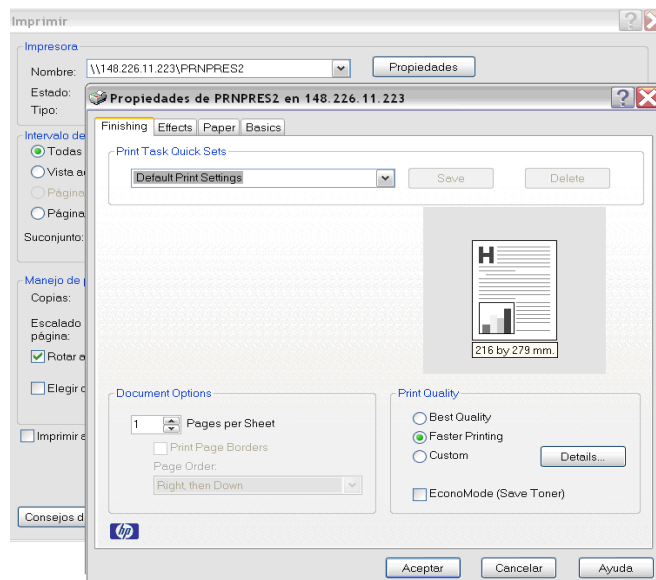 Imprimir
Impresora
Nombre: \\148.226.11.223\PRNPRES2 Propiedades
Estado:
Tipo:
Propiedades de PRNPRES2 en 148.226.11.223
Finishing Effects Paper Basics
Print Task Quick Sets
Default Print Settings Save Delete
Intervalo de
Todas
Vista a
Página
Página
Suconjunto:
H
216 by 279 mm.
Manejo de p
Copias:
Escalado
página:
Rotar a
Elegir o
Imprimir a
Consejos d
Document Options
1 Pages per Sheet
Print Page Borders
Page Order:
Right, then Down
Print Quality
Best Quality
Faster Printing
Custom Details...
EconoMode (Save Toner)
hp
Aceptar Cancelar Ayuda